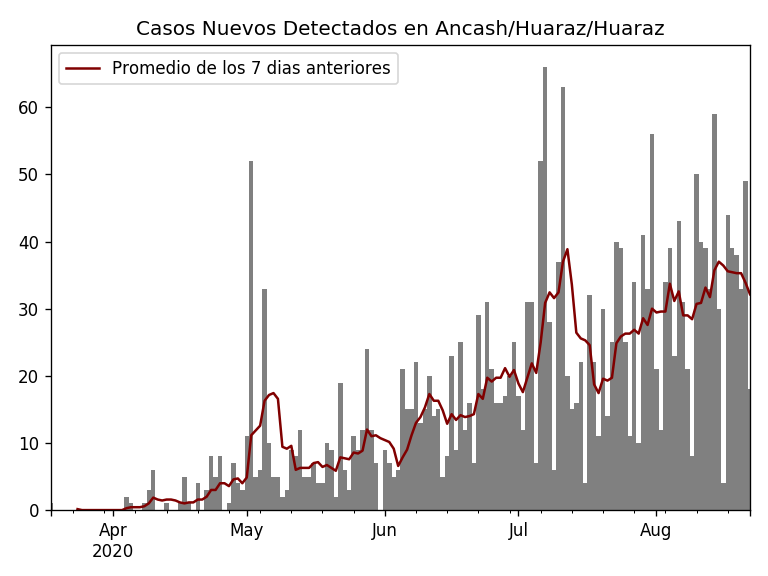 Casos Nuevos Detectados en Ancash/Huaraz/Huaraz
Promedio de los 7 dias anteriores
60
50
40
30
20
10
0
Apr
2020
May
Jun
Jul
Aug